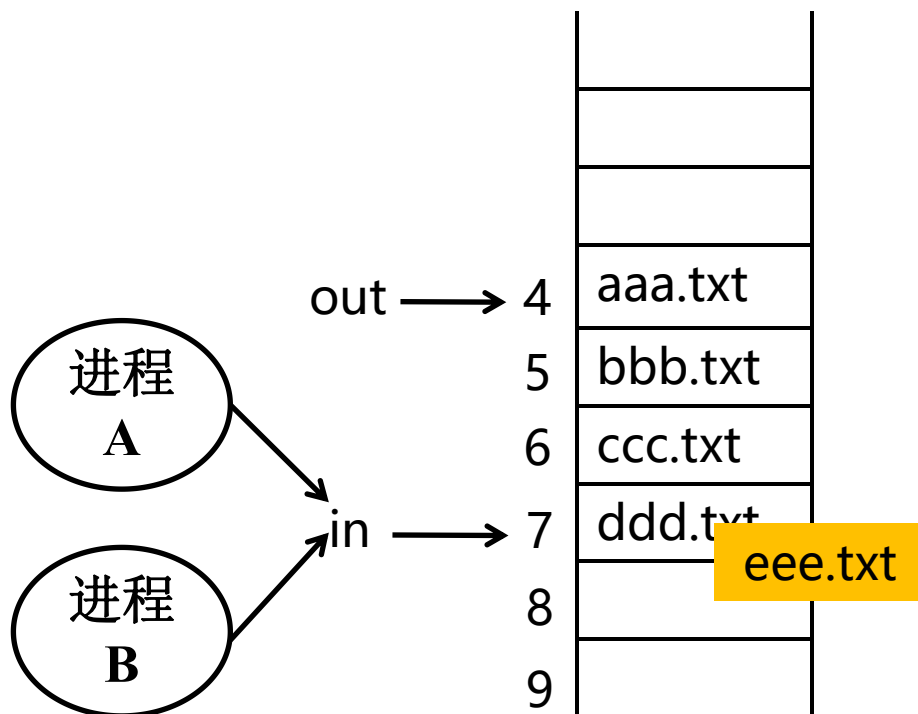 out
4
aaa.txt
进程
A
5
bbb.txt
6
ccc.txt
in
7
ddd.txt
eee.txt
进程
B
8
9